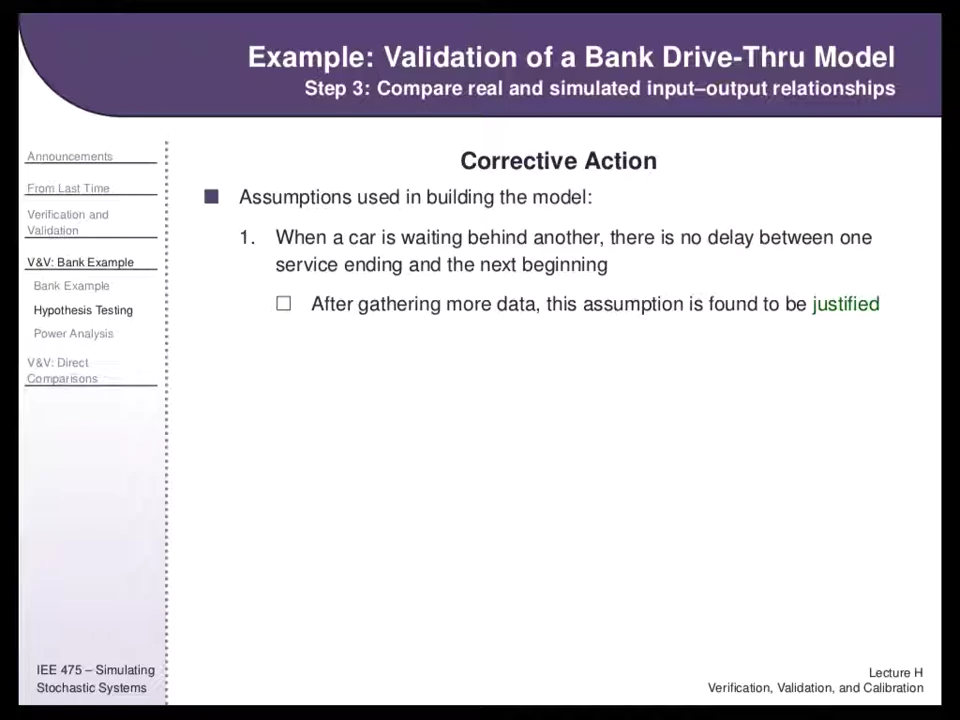 Example: Validation of a Bank Drive-Thru Model
Step 3: Compare real and simulated input–output relationships
Announcements
From Last Time
Verification and
Validation
V&V: Bank Example
Bank Example
Hypothesis Testing
Power Analysis
V&V: Direct
Comparisons
Corrective Action
Assumptions used in building the model:
1. When a car is waiting behind another, there is no delay between one
service ending and the next beginning
After gathering more data, this assumption is found to be justified
IEE 475 – Simulating
Stochastic Systems
Lecture H
Verification, Validation, and Calibration